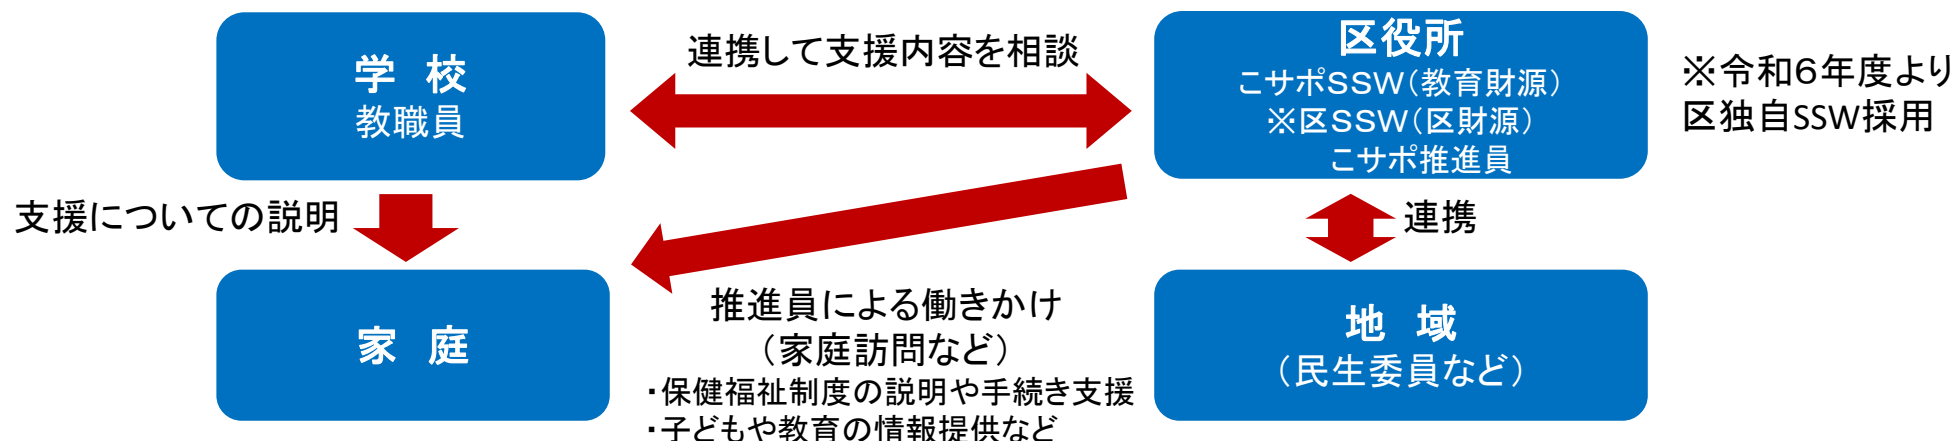 学 校
教職員
連携して支援内容を相談
区役所
こサポSSW（教育財源）
※区SSW（区財源）
こサポ推進員
※令和６年度より
区独自SSW採用
支援についての説明
連携
家 庭
推進員による働きかけ
（家庭訪問など）
・保健福祉制度の説明や手続き支援
・子どもや教育の情報提供など
地 域
（民生委員など）